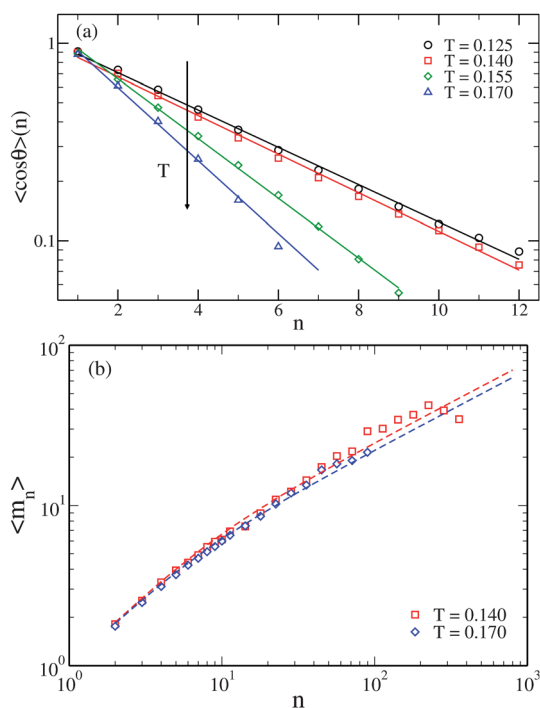 (a)
T = 0.125
T = 0.140
T = 0.155
T = 0.170
1
0.1
<cosθ>(n)
T
2 4 6 8 10 12
n
(b)
10^2
10^1
10^0
<m_n>
T = 0.140
T = 0.170
10^0 10^1 10^2 10^3
n